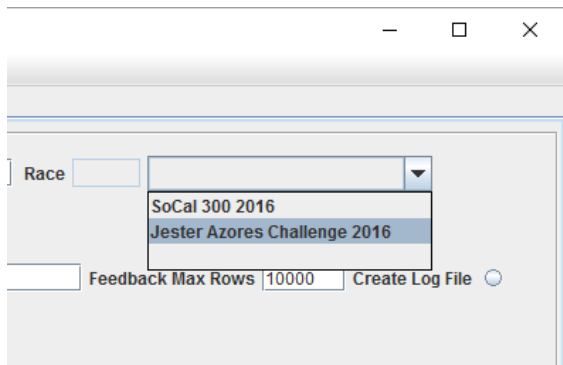 Race
SoCal 300 2016
Jester Azores Challenge 2016
Feedback Max Rows 10000 Create Log File